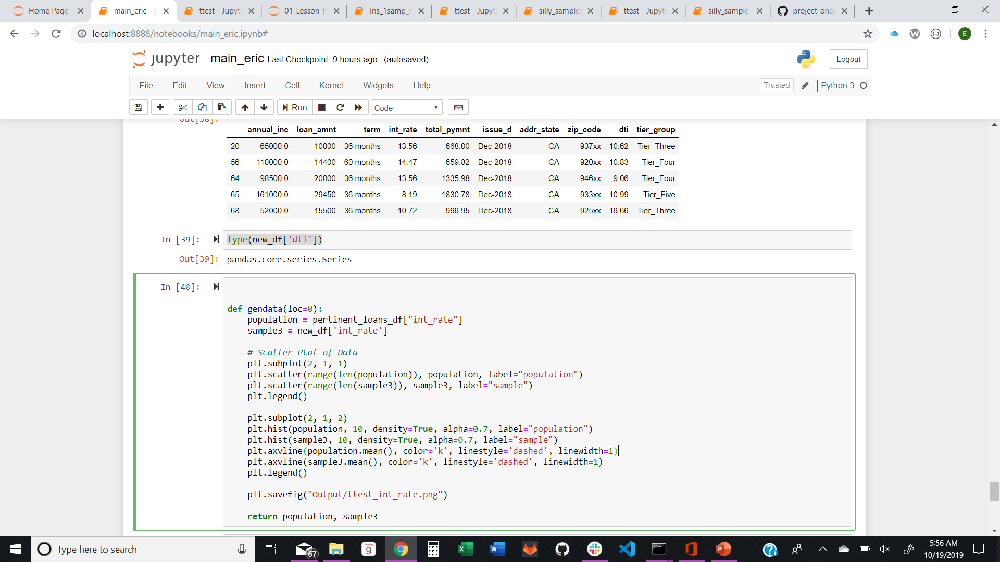 Home Page
main_eric - J
ttest - Jupyte
01-Lesson-Pl
Ins_1samp_t
ttest - Jupyte
silly_samples
ttest - Jupyte
silly_sample
project-one/
localhost:8888/notebooks/main_eric.ipynb#
W
E
jupyter main_eric Last Checkpoint: 9 hours ago (autosaved)
Logout
File Edit View Insert Cell Kernel Widgets Help
Trusted Python 3
Run Code
Out[38]:
annual_inc loan_amnt term int_rate total_pymnt issue_d addr_state zip_code dti tier_group
20 65000.0 10000 36 months 13.56 668.00 Dec-2018 CA 937xx 10.62 Tier_Three
56 110000.0 14400 60 months 14.47 659.82 Dec-2018 CA 920xx 10.83 Tier_Four
64 98500.0 20000 36 months 13.56 1335.98 Dec-2018 CA 946xx 9.06 Tier_Four
65 161000.0 29450 36 months 8.19 1830.78 Dec-2018 CA 933xx 10.99 Tier_Five
68 52000.0 15500 36 months 10.72 996.95 Dec-2018 CA 925xx 16.66 Tier_Three
In [39]: type(new_df['dti'])
Out[39]: pandas.core.series.Series
In [40]:
def gendata(loc=0):
    population = pertinent_loans_df["int_rate"]
    sample3 = new_df['int_rate']
    # Scatter Plot of Data
    plt.subplot(2, 1, 1)
    plt.scatter(range(len(population)), population, label="population")
    plt.scatter(range(len(sample3)), sample3, label="sample")
    plt.legend()
    plt.subplot(2, 1, 2)
    plt.hist(population, 10, density=True, alpha=0.7, label="population")
    plt.hist(sample3, 10, density=True, alpha=0.7, label="sample")
    plt.axvline(population.mean(), color='k', linestyle='dashed', linewidth=1)
    plt.axvline(sample3.mean(), color='k', linestyle='dashed', linewidth=1)
    plt.legend()
    plt.savefig("Output/ttest_int_rate.png")
    return population, sample3
Type here to search
67
9
5:56 AM
10/19/2019